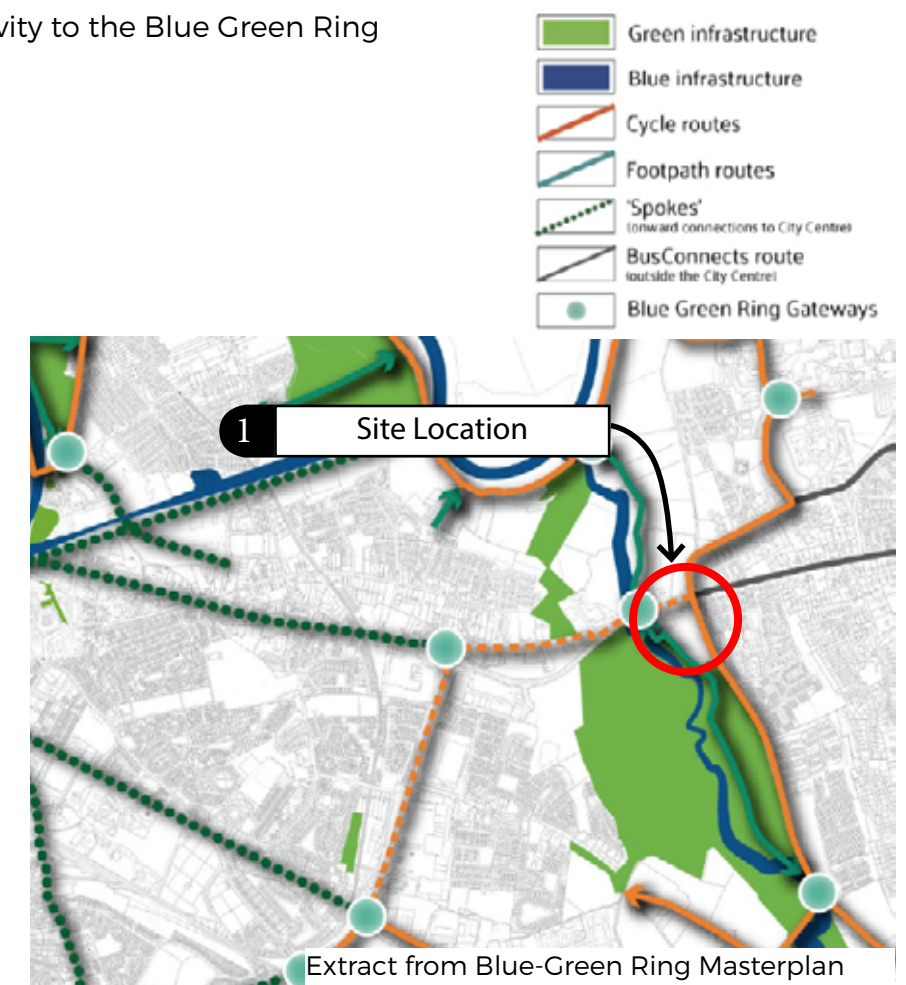 vity to the Blue Green Ring
Green infrastructure
Blue infrastructure
Cycle routes
Footpath routes
'Spokes'
(onward connections to City Centre)
BusConnects route
(outside the City Centre)
Blue Green Ring Gateways
1 Site Location
Extract from Blue-Green Ring Masterplan